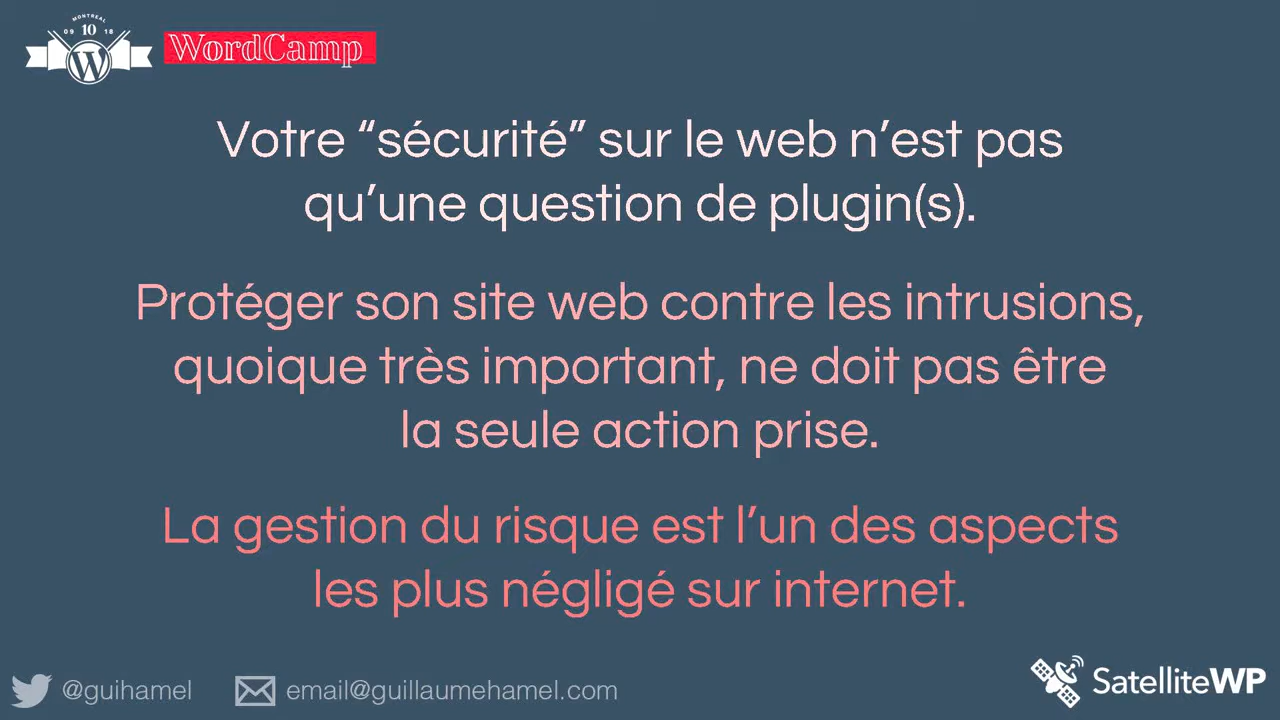 MONTREAL
09 10 18
W
WordCamp
Votre “sécurité” sur le web n’est pas
qu’une question de plugin(s).
Protéger son site web contre les intrusions,
quoique très important, ne doit pas être
la seule action prise.
La gestion du risque est l’un des aspects
les plus négligé sur internet.
@guihamel email@guillaumehamel.com
SatelliteWP